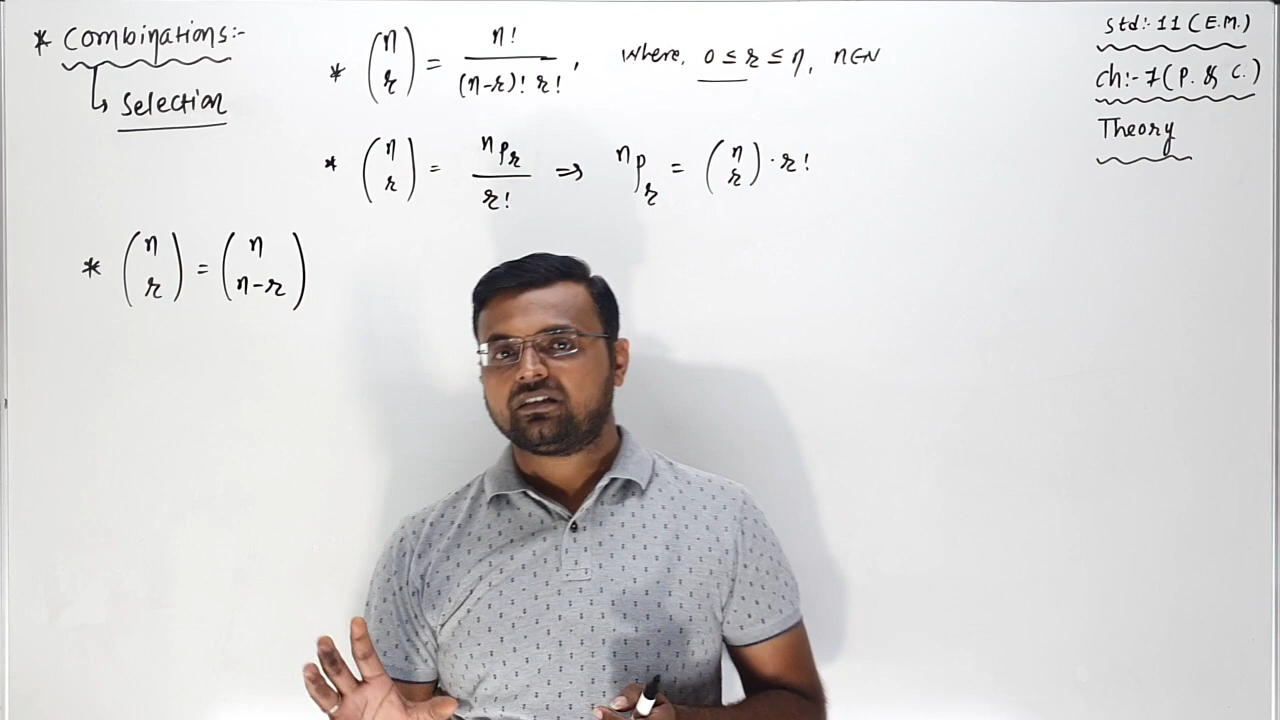 * Combinations:-
↳ Selection
* (n r) = n! / (n-r)! r! , where, 0 ≤ r ≤ n, n∈N
* (n r) = nPr / r! ⇒ nPr = (n r) · r!
* (n r) = (n n-r)
Std:- 11 (E.M.)
Ch:- 7 (P. & C.)
Theory